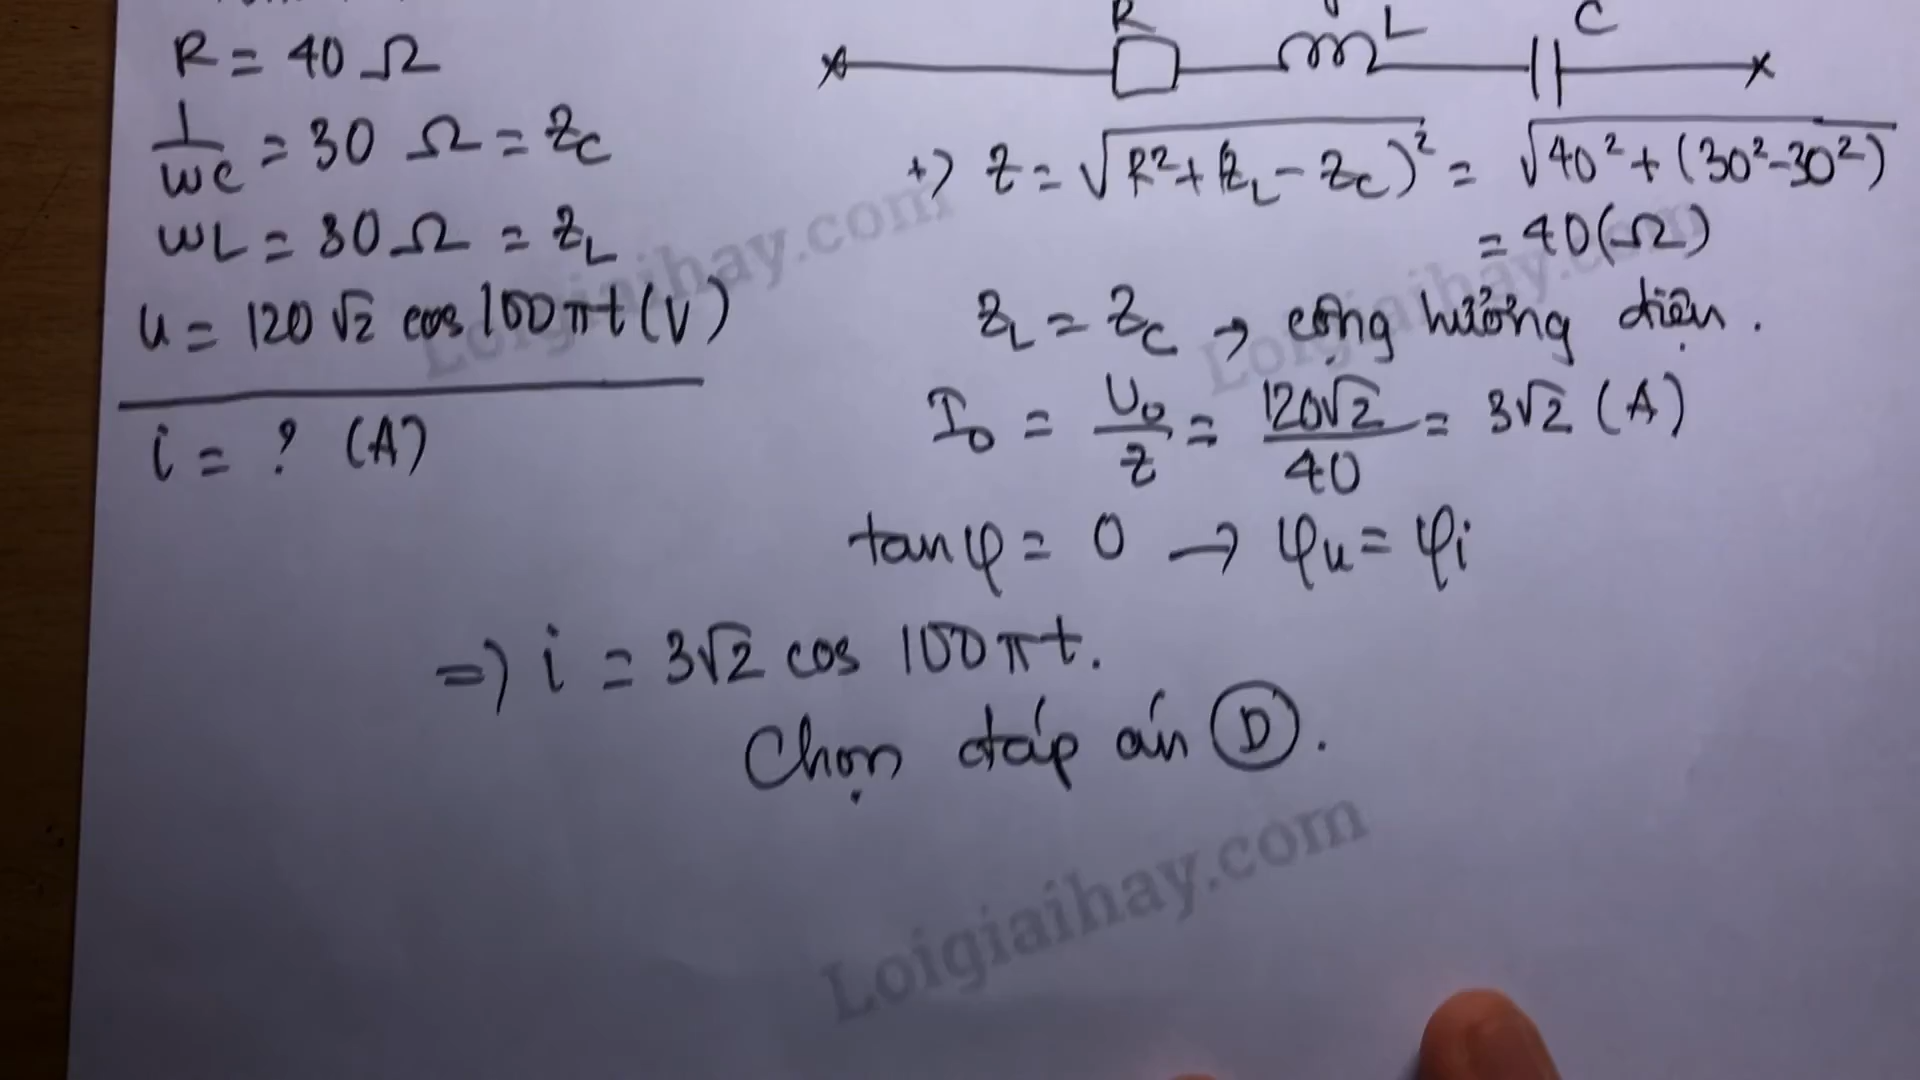 R = 40 Ω
1/ωC = 30 Ω = Z_C
ωL = 30 Ω = Z_L
u = 120√2 cos 100πt (V)
i = ? (A)
R L C
+) Z = √(R² + (Z_L - Z_C)²) = √(40² + (30² - 30²))
= 40 (Ω)
Z_L = Z_C → cộng hưởng điện.
I₀ = U₀/Z = 120√2/40 = 3√2 (A)
tan φ = 0 → φu = φi
=> i = 3√2 cos 100πt.
Chọn đáp án D.
Loigiaihay.com
Loigiaihay.com
Loigiaihay.com